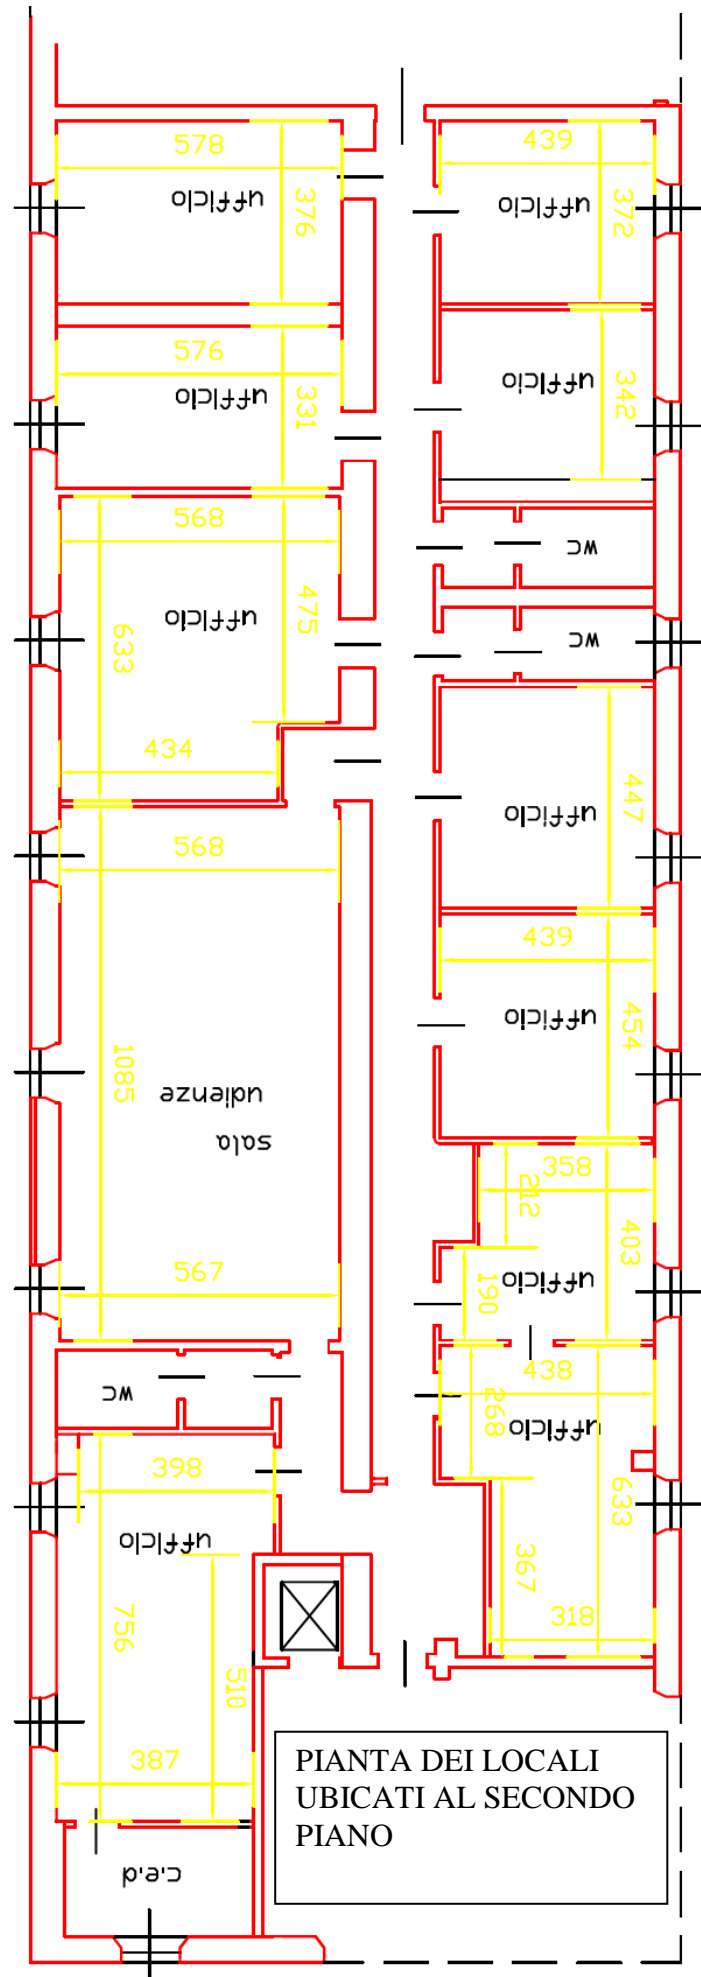 578
439
376
372
ufficio
ufficio
576
331
342
ufficio
ufficio
568
475
wc
ufficio
633
wc
434
447
ufficio
568
439
454
ufficio
1085
sala
udienze
358
212
403
567
190
ufficio
wc
438
268
ufficio
398
633
ufficio
367
756
318
510
387
PIANTA DEI LOCALI
UBICATI AL SECONDO
PIANO
c.e.d